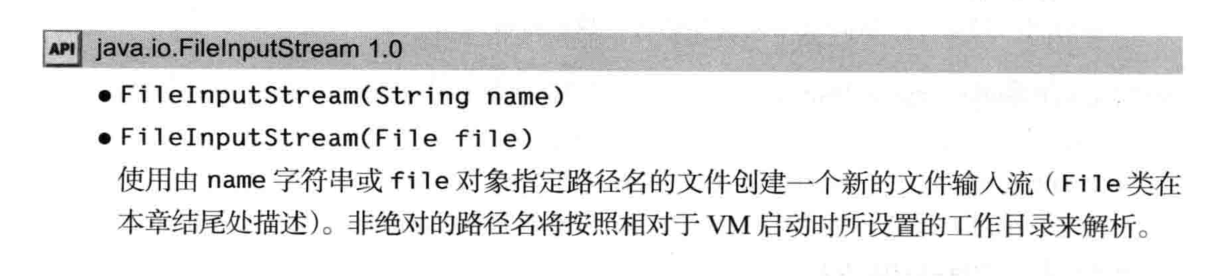 API java.io.FileInputStream 1.0
● FileInputStream(String name)
● FileInputStream(File file)
使用由 name 字符串或 file 对象指定路径名的文件创建一个新的文件输入流（File 类在
本章结尾处描述）。非绝对的路径名将按照相对于 VM 启动时所设置的工作目录来解析。